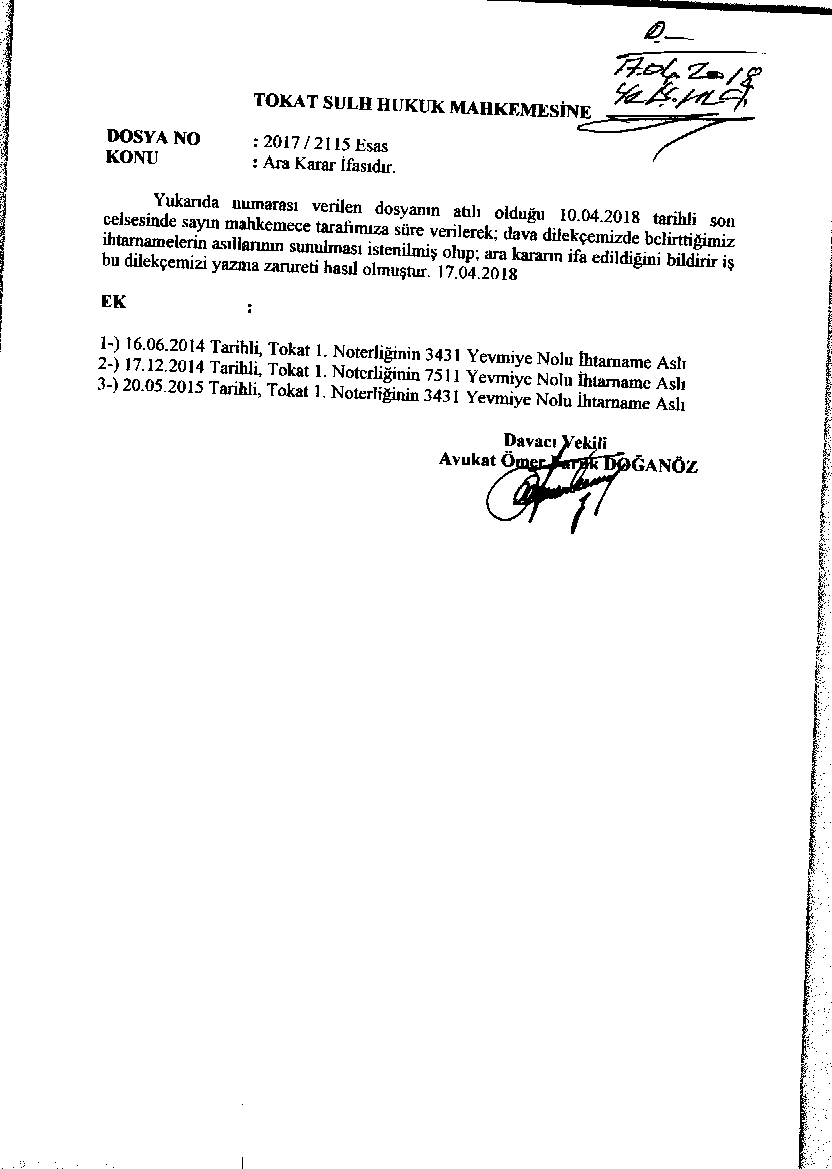 D.
17.04.2018
TOKAT SULH HUKUK MAHKEMESİNE
DOSYA NO : 2017 / 2115 Esas
KONU : Ara Karar İfasıdır.
Yukarıda numarası verilen dosyanın atılı olduğu 10.04.2018 tarihli son
celsesinde sayın mahkemece tarafımıza süre verilerek; dava dilekçemizde belirttiğimiz
ihtarnamelerin asıllarının sunulması istenilmiş olup; ara kararın ifa edildiğini bildirir iş
bu dilekçemizi yazma zarureti hasıl olmuştur. 17.04.2018
EK :
1-) 16.06.2014 Tarihli, Tokat 1. Noterliğinin 3431 Yevmiye Nolu İhtarname Aslı
2-) 17.12.2014 Tarihli, Tokat 1. Noterliğinin 7511 Yevmiye Nolu İhtarname Aslı
3-) 20.05.2015 Tarihli, Tokat 1. Noterliğinin 3431 Yevmiye Nolu İhtarname Aslı
Davacı Vekili
Avukat Ömer Faruk DOĞANÖZ